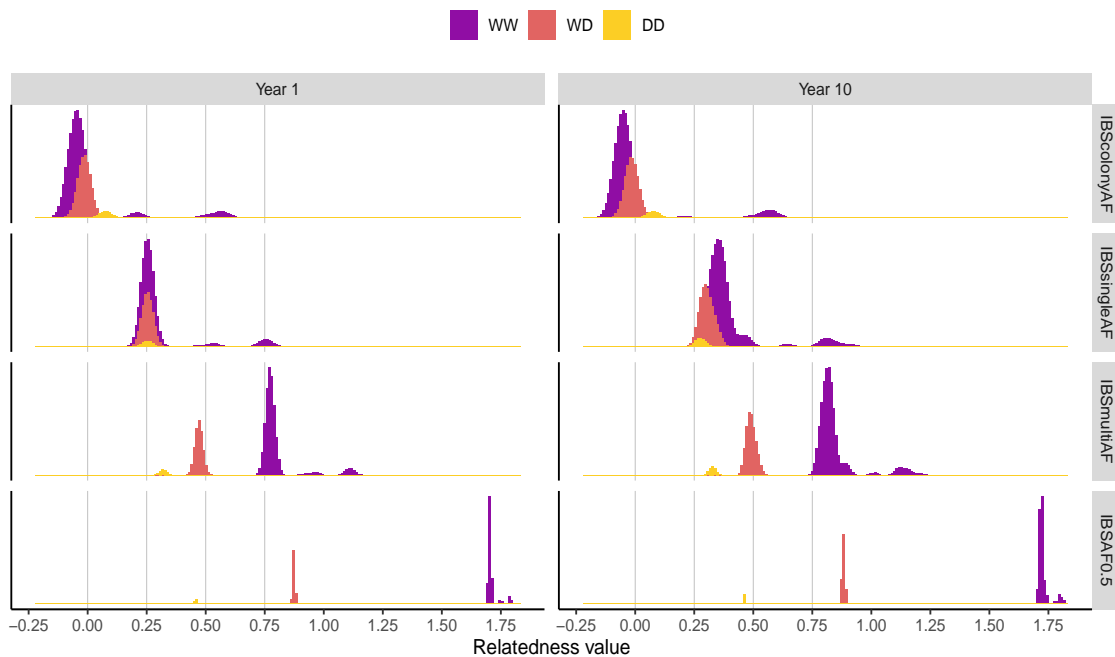 WW WD DD
Year 1 Year 10
IBScolonyAF
IBSsingleAF
IBSmultiAF
IBSAF0.5
−0.25 0.00 0.25 0.50 0.75 1.00 1.25 1.50 1.75 −0.25 0.00 0.25 0.50 0.75 1.00 1.25 1.50 1.75
Relatedness value